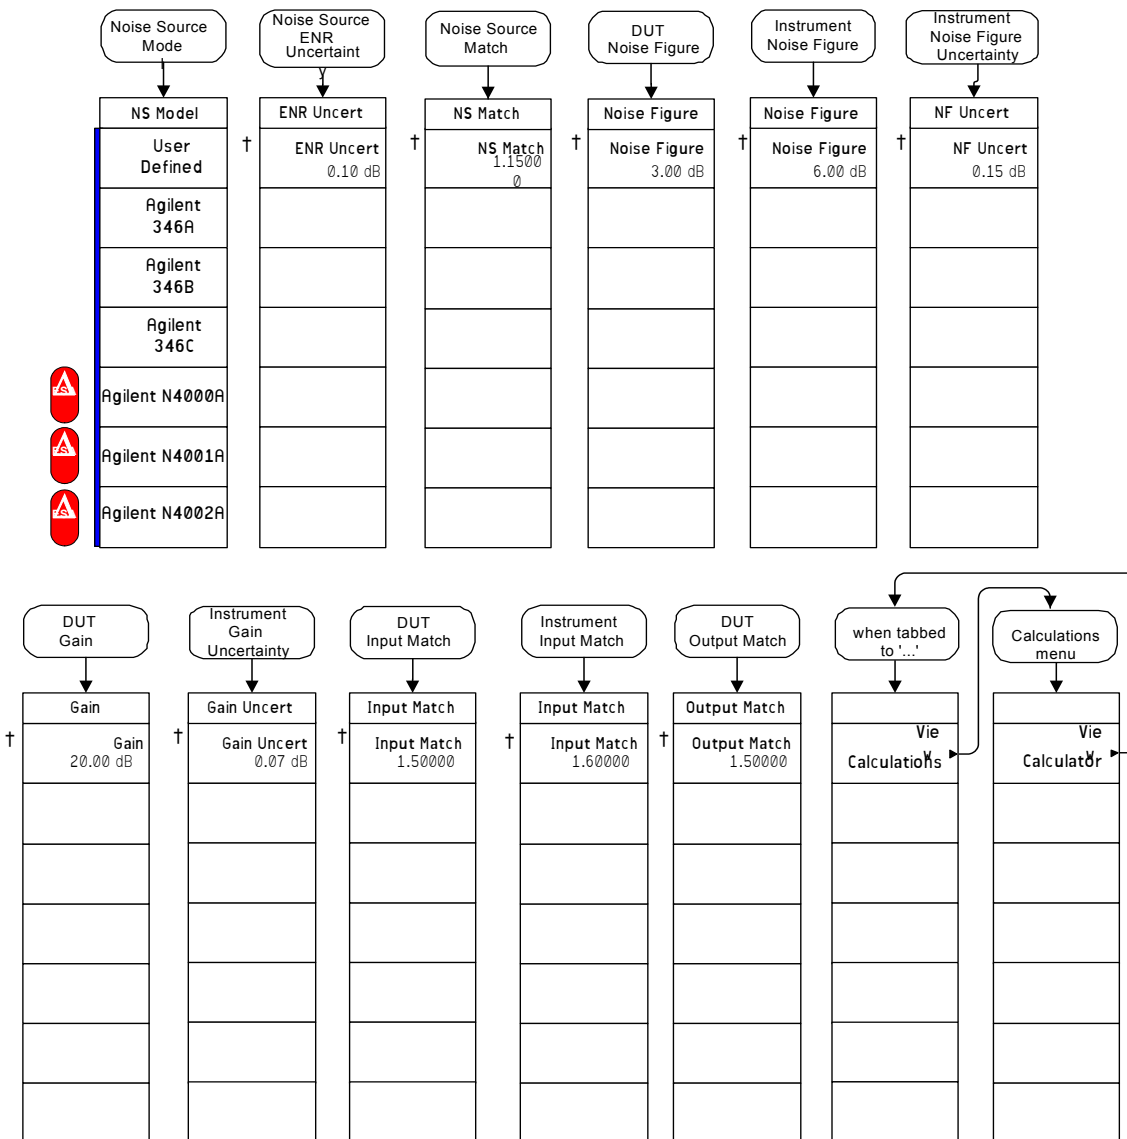 Noise Source
Mode
Noise Source
ENR
Uncertaint
y
Noise Source
Match
DUT
Noise Figure
Instrument
Noise Figure
Instrument
Noise Figure
Uncertainty
NS Model
User
Defined
Agilent
346A
Agilent
346B
Agilent
346C
Agilent N4000A
Agilent N4001A
Agilent N4002A
ENR Uncert
† ENR Uncert
0.10 dB
NS Match
† NS Match
1.1500
0
Noise Figure
† Noise Figure
3.00 dB
Noise Figure
† Noise Figure
6.00 dB
NF Uncert
† NF Uncert
0.15 dB
DUT
Gain
Instrument
Gain
Uncertainty
DUT
Input Match
Instrument
Input Match
DUT
Output Match
when tabbed
to '...'
Calculations
menu
Gain
† Gain
20.00 dB
Gain Uncert
† Gain Uncert
0.07 dB
Input Match
† Input Match
1.50000
Input Match
† Input Match
1.60000
Output Match
† Output Match
1.50000
Vie
w
Calculations
Vie
w
Calculator